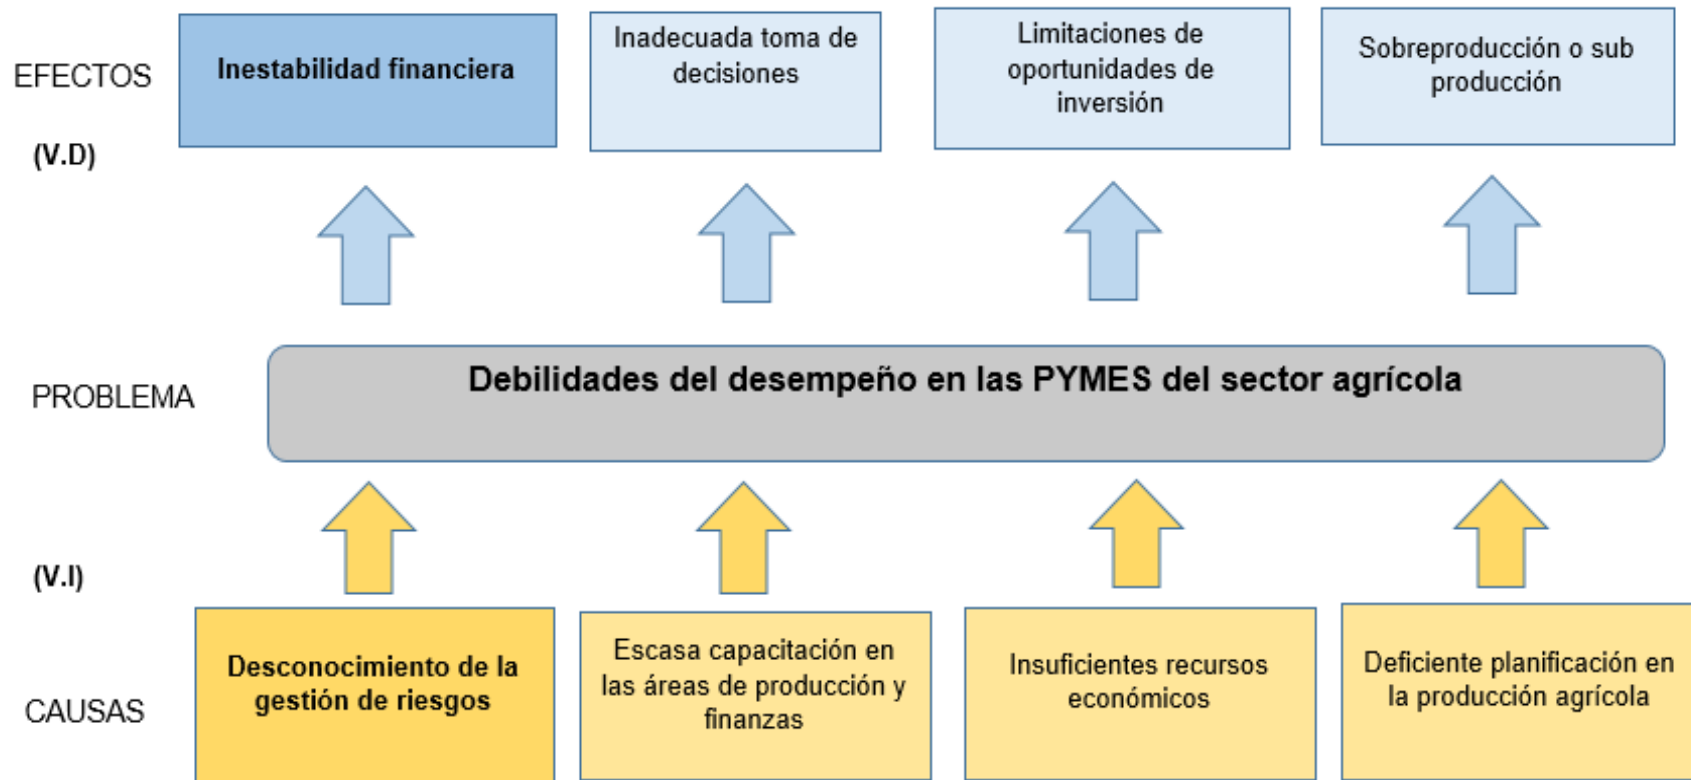 EFECTOS
(V.D)
Inestabilidad financiera
Inadecuada toma de
decisiones
Limitaciones de
oportunidades de
inversión
Sobreproducción o sub
producción
PROBLEMA
Debilidades del desempeño en las PYMES del sector agrícola
(V.I)
CAUSAS
Desconocimiento de la
gestión de riesgos
Escasa capacitación en
las áreas de producción y
finanzas
Insuficientes recursos
económicos
Deficiente planificación en
la producción agrícola